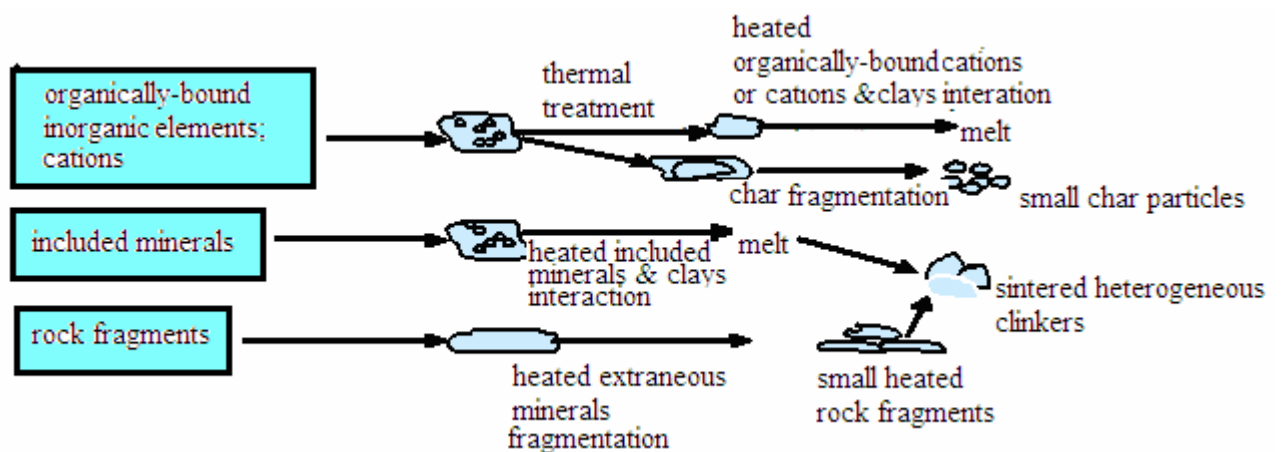 organically-bound
inorganic elements;
cations
thermal
treatment
heated
organically-bound cations
or cations & clays interation
melt
char fragmentation
small char particles
included minerals
heated included
minerals & clays
interaction
melt
sintered heterogeneous
clinkers
rock fragments
heated extraneous
minerals
fragmentation
small heated
rock fragments